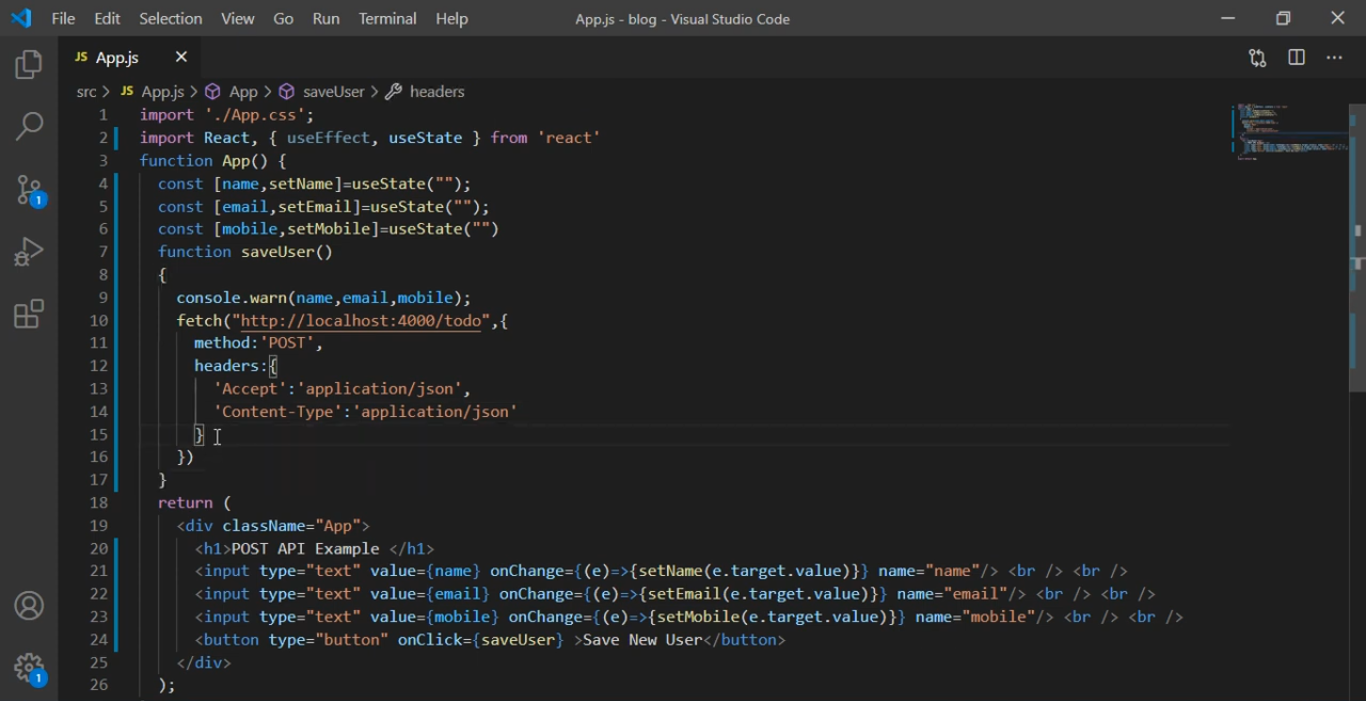 File Edit Selection View Go Run Terminal Help App.js - blog - Visual Studio Code
JS App.js
src > JS App.js > App > saveUser > headers
1 import './App.css';
2 import React, { useEffect, useState } from 'react'
3 function App() {
4 const [name,setName]=useState("");
5 const [email,setEmail]=useState("");
6 const [mobile,setMobile]=useState("")
7 function saveUser()
8 {
9 console.warn(name,email,mobile);
10 fetch("http://localhost:4000/todo",{
11 method:'POST',
12 headers:{
13 'Accept':'application/json',
14 'Content-Type':'application/json'
15 }
16 })
17 }
18 return (
19 <div className="App">
20 <h1>POST API Example </h1>
21 <input type="text" value={name} onChange={(e)=>{setName(e.target.value)}} name="name"/> <br /> <br />
22 <input type="text" value={email} onChange={(e)=>{setEmail(e.target.value)}} name="email"/> <br /> <br />
23 <input type="text" value={mobile} onChange={(e)=>{setMobile(e.target.value)}} name="mobile"/> <br /> <br />
24 <button type="button" onClick={saveUser} >Save New User</button>
25 </div>
26 );
1
1